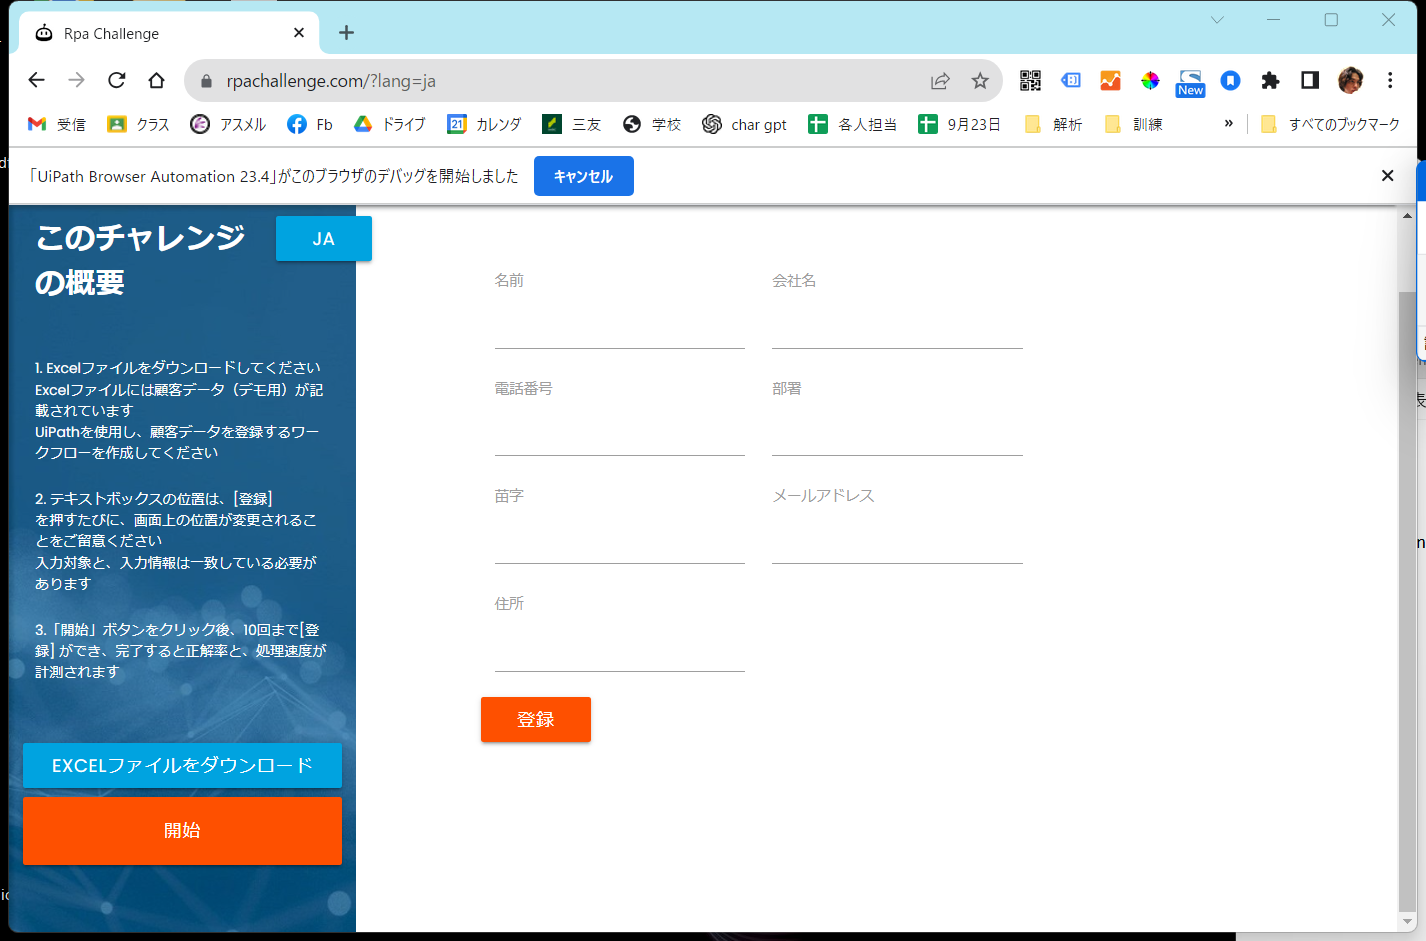 Rpa Challenge
rpachallenge.com/?lang=ja
New
受信 クラス アスメル Fb ドライブ 21 カレンダ 三友 学校 char gpt 各人担当 9月23日 解析 訓練 » すべてのブックマーク
「UiPath Browser Automation 23.4」がこのブラウザのデバッグを開始しました キャンセル
このチャレンジ
の概要
JA
1. Excelファイルをダウンロードしてください
Excelファイルには顧客データ（デモ用）が記
載されています
UiPathを使用し、顧客データを登録するワー
クフローを作成してください
2. テキストボックスの位置は、[登録]
を押すたびに、画面上の位置が変更されるこ
とをご留意ください
入力対象と、入力情報は一致している必要が
あります
3.「開始」ボタンをクリック後、10回まで[登
録] ができ、完了すると正解率と、処理速度が
計測されます
EXCELファイルをダウンロード
開始
名前 会社名
電話番号 部署
苗字 メールアドレス
住所
登録